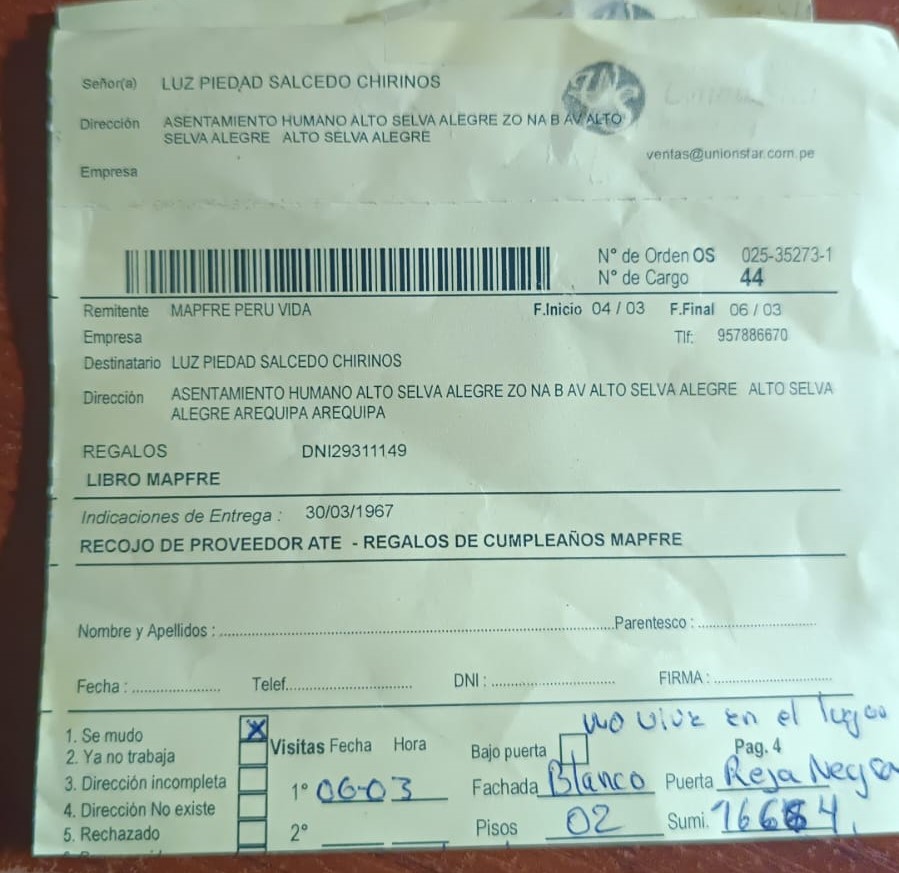 Señor(a) LUZ PIEDAD SALCEDO CHIRINOS
Dirección ASENTAMIENTO HUMANO ALTO SELVA ALEGRE ZO NA B AV ALTO
SELVA ALEGRE ALTO SELVA ALEGRE
ventas@unionstar.com.pe
Empresa
N° de Orden OS 025-35273-1
N° de Cargo 44
Remitente MAPFRE PERU VIDA F.Inicio 04 / 03 F.Final 06 / 03
Empresa Tlf: 957886670
Destinatario LUZ PIEDAD SALCEDO CHIRINOS
Dirección ASENTAMIENTO HUMANO ALTO SELVA ALEGRE ZO NA B AV ALTO SELVA ALEGRE ALTO SELVA
ALEGRE AREQUIPA AREQUIPA
REGALOS DNI29311149
LIBRO MAPFRE
Indicaciones de Entrega : 30/03/1967
RECOJO DE PROVEEDOR ATE - REGALOS DE CUMPLEAÑOS MAPFRE
Nombre y Apellidos : Parentesco :
Fecha : Telef. DNI : FIRMA :
no vive en el lugar
1. Se mudo X Visitas Fecha Hora Bajo puerta Pag. 4
2. Ya no trabaja
3. Dirección incompleta 1° 06-03 Fachada Blanco Puerta Reja Negra
4. Dirección No existe
5. Rechazado 2° Pisos 02 Sumi.